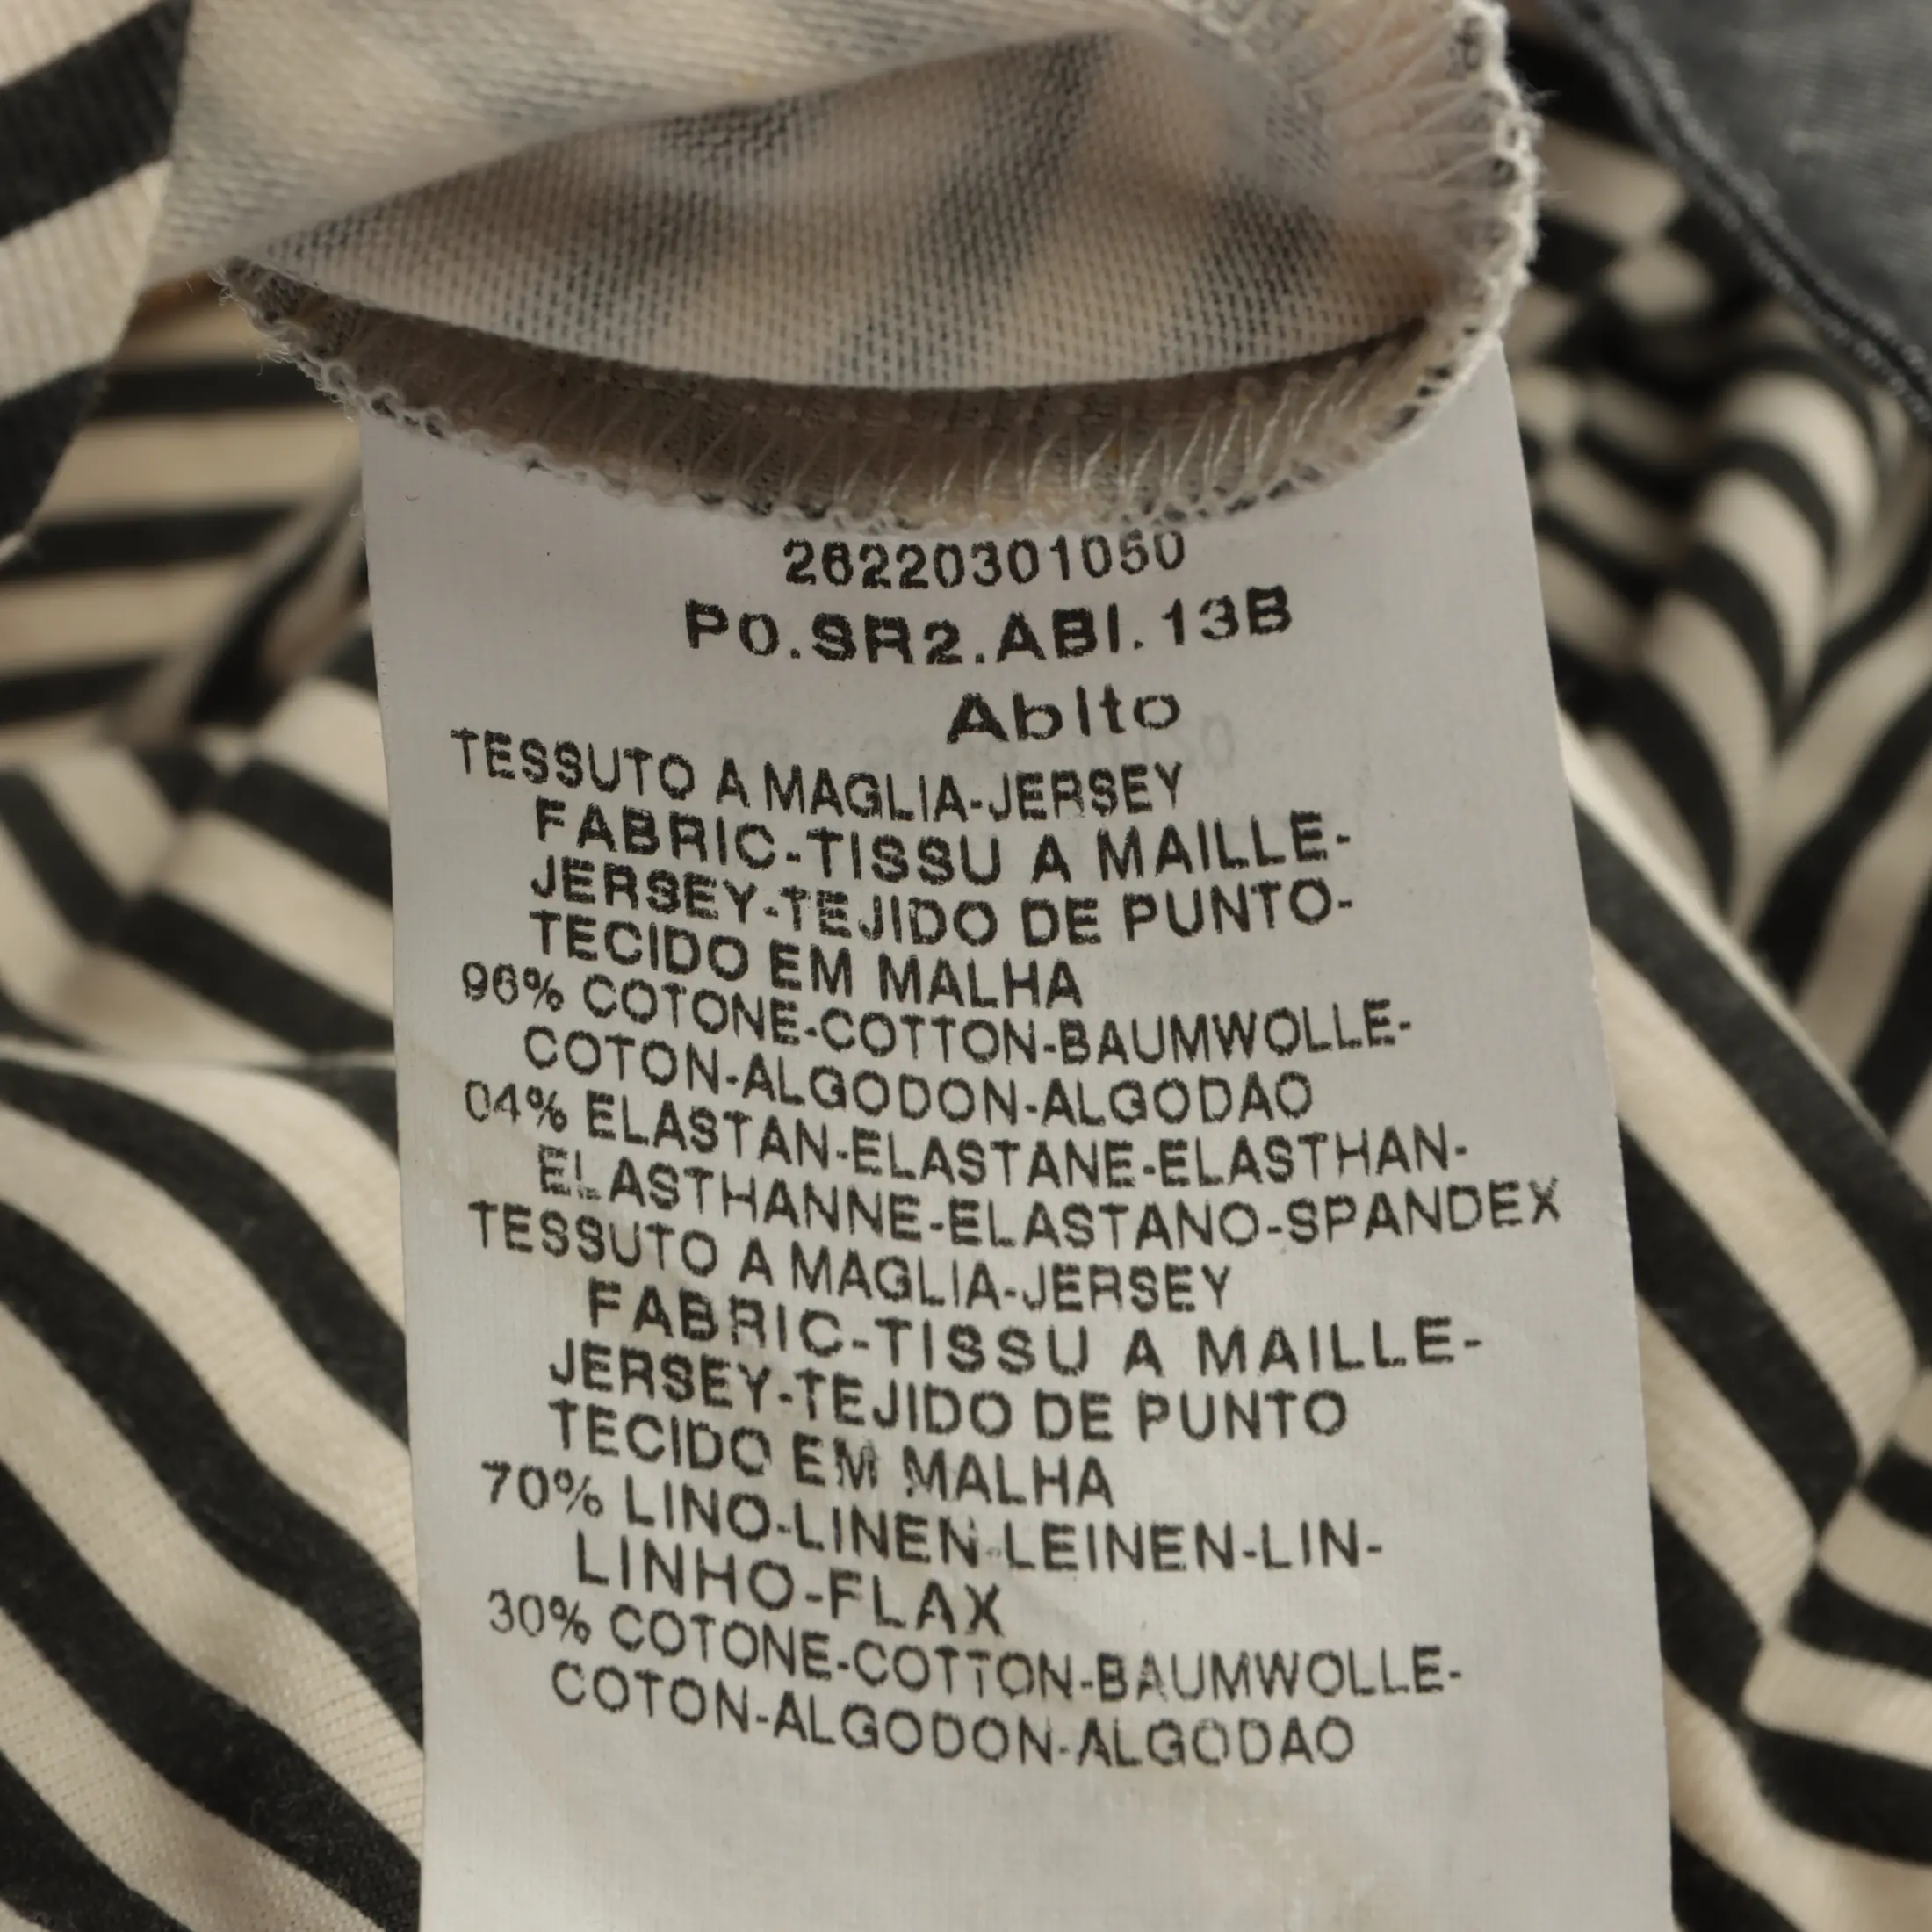 26220301050
P0.SR2.ABI.13B
Abito
TESSUTO A MAGLIA-JERSEY
FABRIC-TISSU A MAILLE-
JERSEY-TEJIDO DE PUNTO-
TECIDO EM MALHA
96% COTONE-COTTON-BAUMWOLLE-
COTON-ALGODON-ALGODAO
04% ELASTAN-ELASTANE-ELASTHAN-
ELASTHANNE-ELASTANO-SPANDEX
TESSUTO A MAGLIA-JERSEY
FABRIC-TISSU A MAILLE-
JERSEY-TEJIDO DE PUNTO
TECIDO EM MALHA
70% LINO-LINEN-LEINEN-LIN-
LINHO-FLAX
30% COTONE-COTTON-BAUMWOLLE-
COTON-ALGODON-ALGODAO